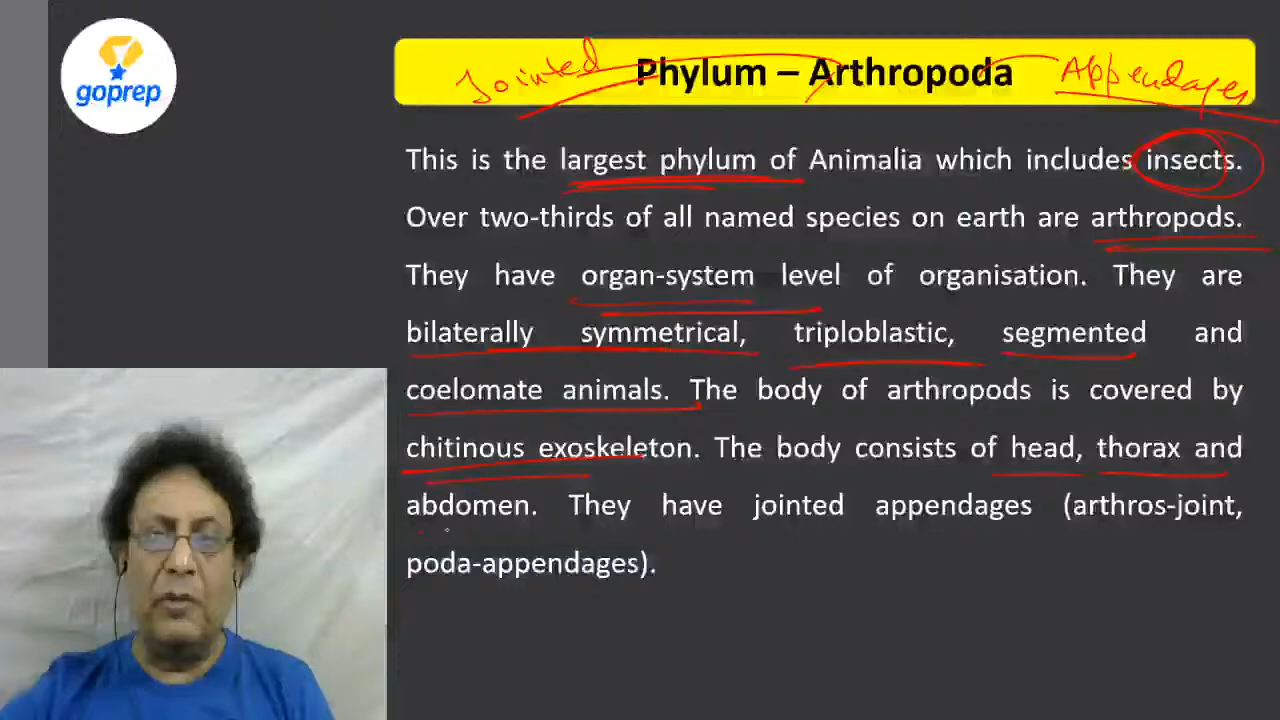 goprep
Jointed Phylum – Arthropoda Appendages
This is the largest phylum of Animalia which includes insects.
Over two-thirds of all named species on earth are arthropods.
They have organ-system level of organisation. They are
bilaterally symmetrical, triploblastic, segmented and
coelomate animals. The body of arthropods is covered by
chitinous exoskeleton. The body consists of head, thorax and
abdomen. They have jointed appendages (arthros-joint,
poda-appendages).